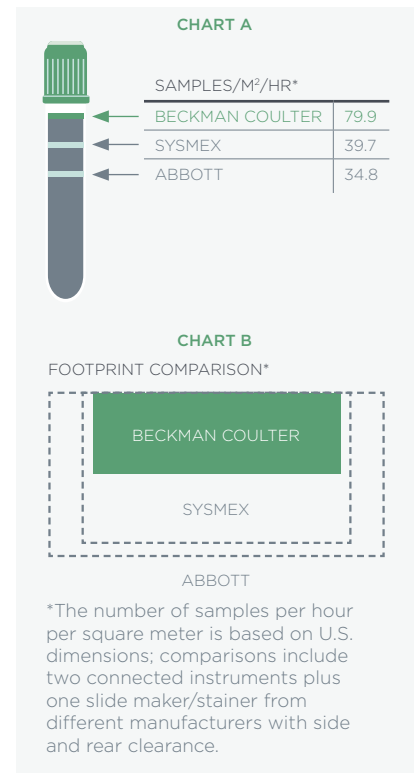 CHART A
SAMPLES/M²/HR*
BECKMAN COULTER 79.9
SYSMEX 39.7
ABBOTT 34.8
CHART B
FOOTPRINT COMPARISON*
BECKMAN COULTER
SYSMEX
ABBOTT
*The number of samples per hour
per square meter is based on U.S.
dimensions; comparisons include
two connected instruments plus
one slide maker/stainer from
different manufacturers with side
and rear clearance.